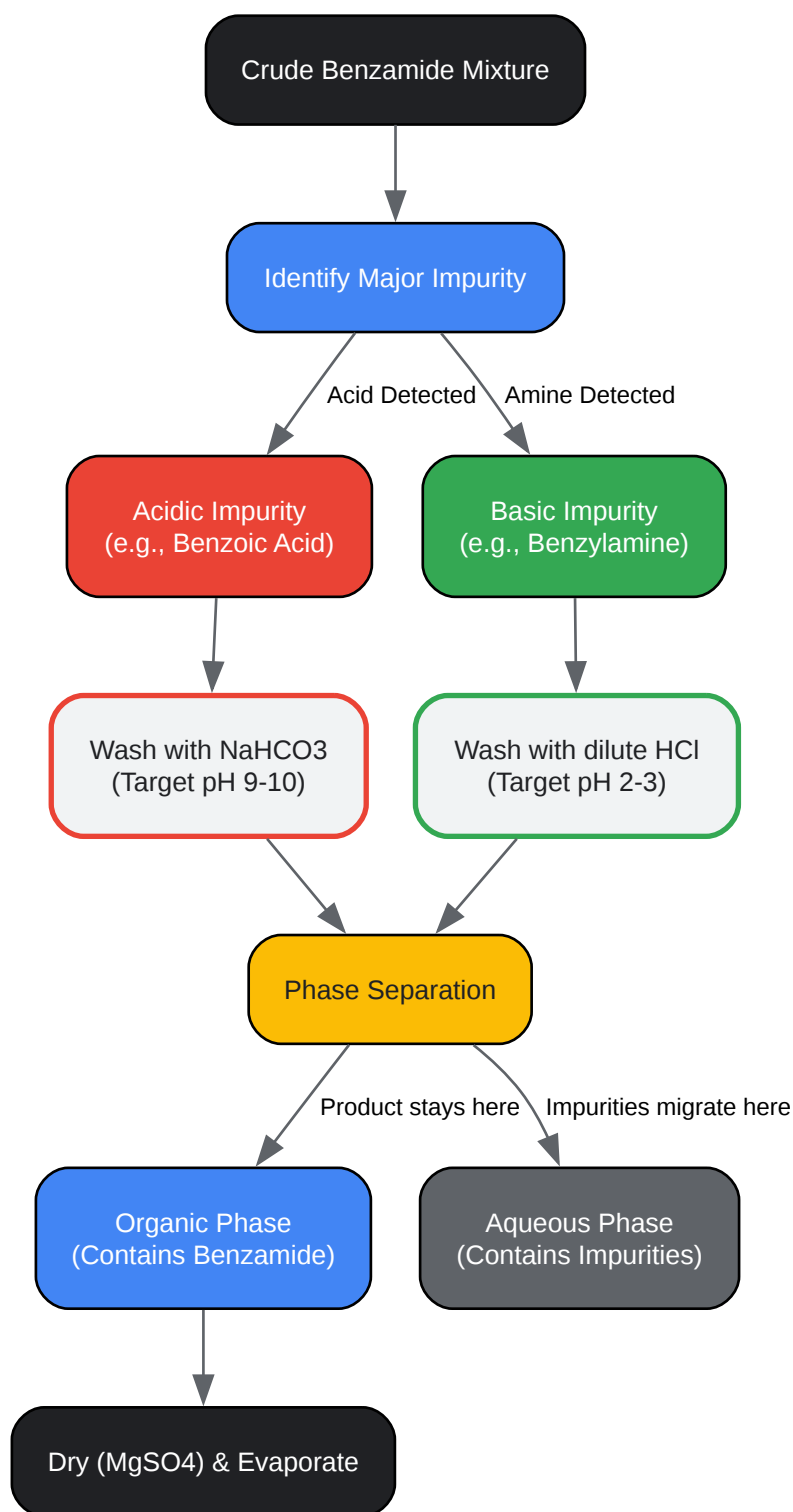 Crude Benzamide Mixture
Identify Major Impurity
Acid Detected
Amine Detected
Acidic Impurity
(e.g., Benzoic Acid)
Basic Impurity
(e.g., Benzylamine)
Wash with NaHCO3
(Target pH 9-10)
Wash with dilute HCl
(Target pH 2-3)
Phase Separation
Product stays here
Impurities migrate here
Organic Phase
(Contains Benzamide)
Aqueous Phase
(Contains Impurities)
Dry (MgSO4) & Evaporate